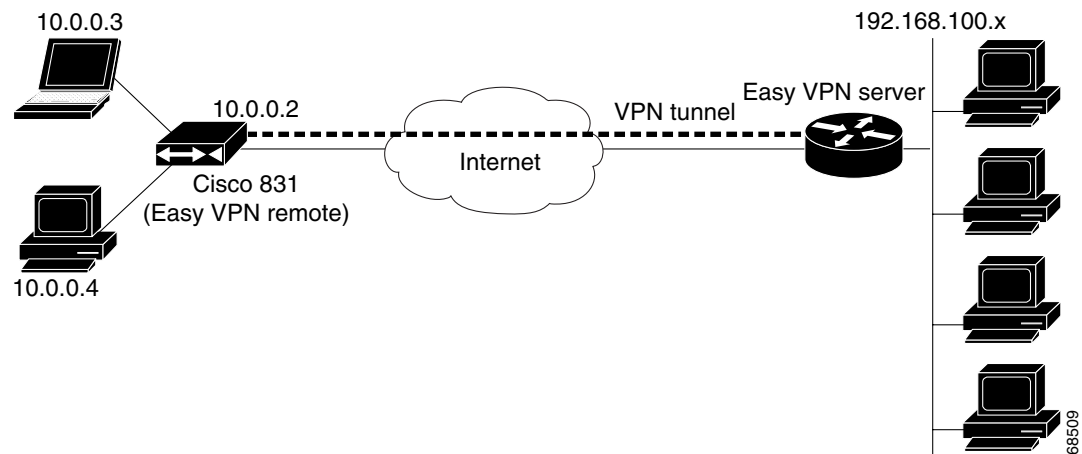 10.0.0.3
192.168.100.x
10.0.0.2
VPN tunnel
Easy VPN server
Internet
Cisco 831
(Easy VPN remote)
10.0.0.4
68509